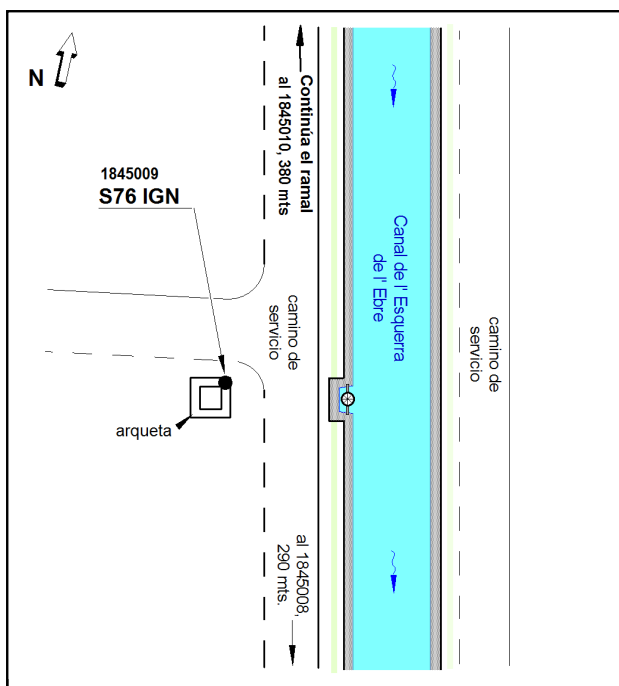 N
Continúa el ramal
al 1845010, 380 mts
1845009
S76 IGN
Canal de l' Esquerra
de l' Ebre
camino de
servicio
camino de
servicio
arqueta
al 1845008,
290 mts.